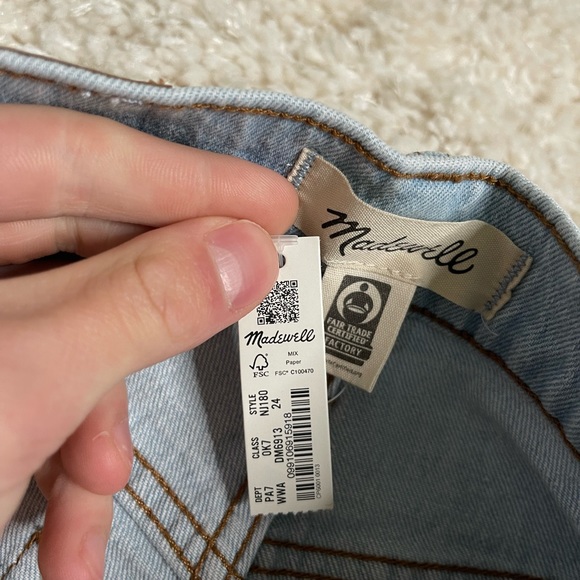 Madewell
FAIR TRADE
CERTIFIED
FACTORY
Madewell
FSC
MIX
Paper
FSC® C100470
DEPT CLASS STYLE
PA7 0K7 NJ180
WWA DM6913 24
099106915918